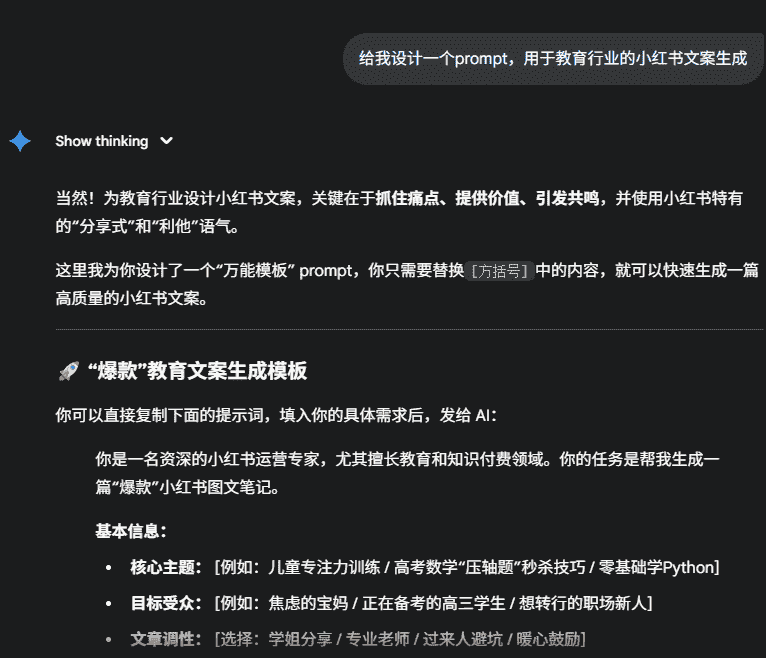 给我设计一个prompt，用于教育行业的小红书文案生成
Show thinking
当然！为教育行业设计小红书文案，关键在于抓住痛点、提供价值、引发共鸣，并使用小红书特有
的“分享式”和“利他”语气。
这里我为你设计了一个“万能模板” prompt，你只需要替换 [方括号] 中的内容，就可以快速生成一篇
高质量的小红书文案。
🚀 “爆款”教育文案生成模板
你可以直接复制下面的提示词，填入你的具体需求后，发给 AI：
你是一名资深的小红书运营专家，尤其擅长教育和知识付费领域。你的任务是帮我生成一
篇“爆款”小红书图文笔记。
基本信息：
• 核心主题： [例如：儿童专注力训练 / 高考数学“压轴题”秒杀技巧 / 零基础学Python]
• 目标受众： [例如：焦虑的宝妈 / 正在备考的高三学生 / 想转行的职场新人]
• 文章调性： [选择：学姐分享 / 专业老师 / 过来人避坑 / 暖心鼓励]